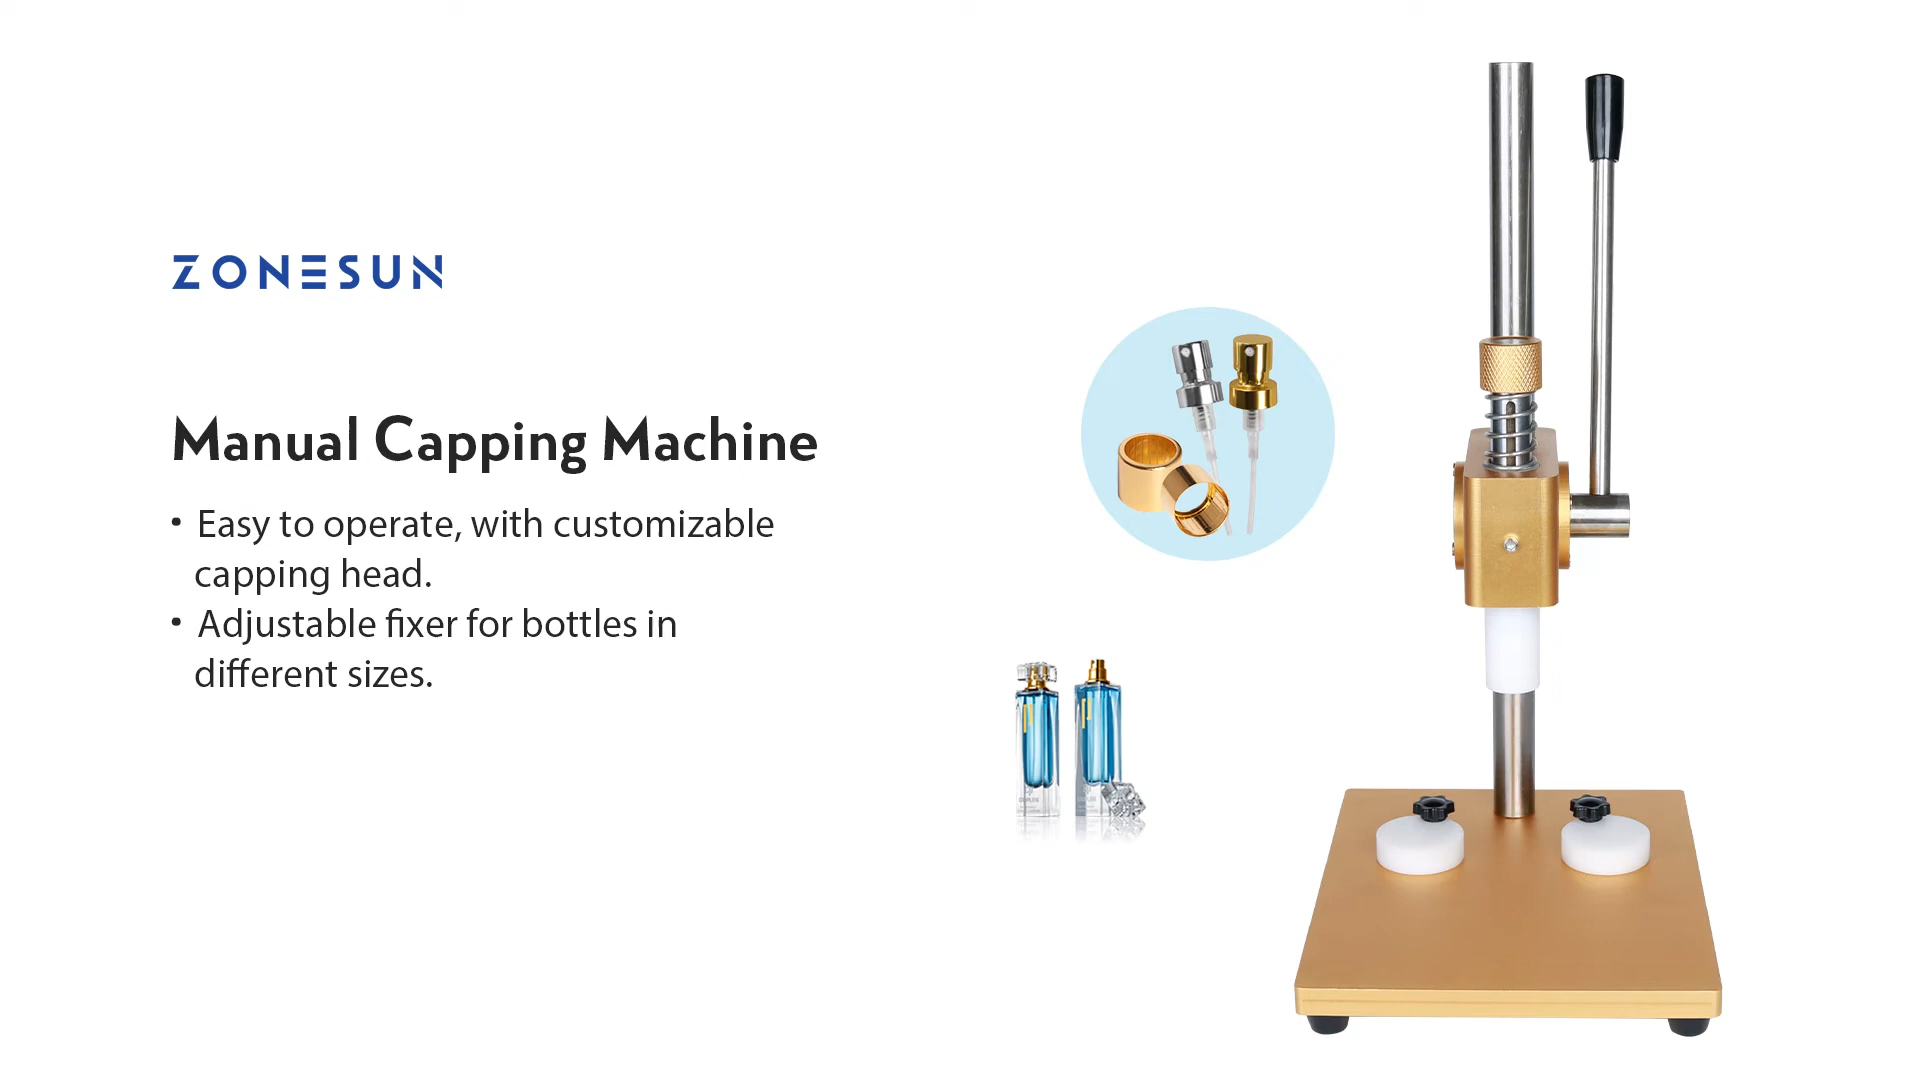 ZONESUN
Manual Capping Machine
• Easy to operate, with customizable
capping head.
• Adjustable fixer for bottles in
different sizes.